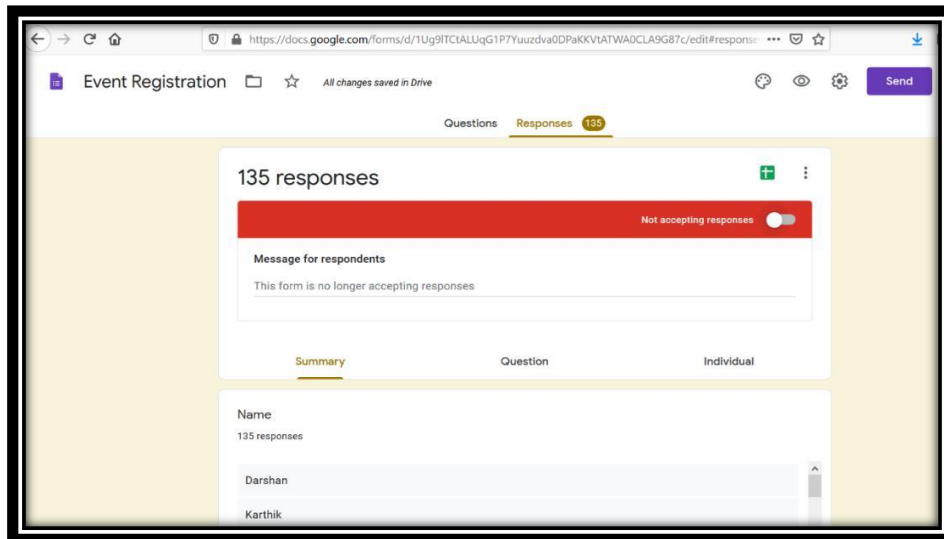 https://docs.google.com/forms/d/1Ug9lTCtALUqG1P7Yuuzdva0DPaKKVtATWA0CLA9G87c/edit#response
Event Registration All changes saved in Drive Send
Questions Responses 135
135 responses
Not accepting responses
Message for respondents
This form is no longer accepting responses
Summary Question Individual
Name
135 responses
Darshan
Karthik